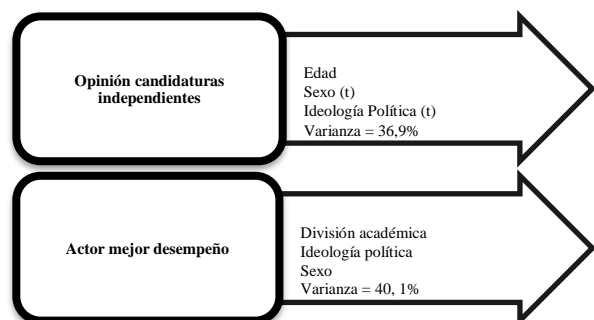 Opinión candidaturas
independientes
Edad
Sexo (t)
Ideología Política (t)
Varianza = 36,9%
Actor mejor desempeño
División académica
Ideología política
Sexo
Varianza = 40, 1%